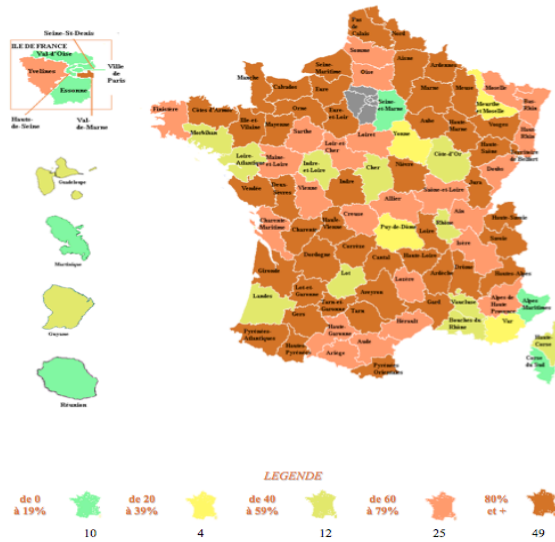 Seine-St-Denis
ILE DE FRANCE
Val-d'Oise
Ville de Paris
Yvelines
Essonne
Hauts-de-Seine
Val-de-Marne
Guadeloupe
Martinique
Guyane
Réunion
Pas de Calais
Nord
Somme
Aisne
Ardennes
Seine-Maritime
Oise
Manche
Calvados
Eure
Marne
Meuse
Moselle
Meurthe et Moselle
Bas-Rhin
Finistère
Côtes d'Armor
Orne
Eure-et-Loir
Seine-et-Marne
Aube
Haute-Marne
Vosges
Haut-Rhin
Ille-et-Vilaine
Mayenne
Morbihan
Sarthe
Loiret
Yonne
Haute-Saône
Territoire de Belfort
Loir-et-Cher
Loire-Atlantique
Maine-et-Loire
Indre-et-Loire
Cher
Nièvre
Côte-d'Or
Doubs
Jura
Vendée
Deux-Sèvres
Vienne
Indre
Allier
Saône-et-Loire
Charente-Maritime
Charente
Haute-Vienne
Creuse
Puy-de-Dôme
Loire
Rhône
Ain
Haute-Savoie
Savoie
Isère
Corrèze
Dordogne
Cantal
Haute-Loire
Ardèche
Drôme
Hautes-Alpes
Gironde
Lot
Lot-et-Garonne
Aveyron
Lozère
Landes
Tarn-et-Garonne
Gers
Tarn
Gard
Vaucluse
Alpes de Haute Provence
Alpes Maritimes
Bouches du Rhône
Var
Hérault
Haute-Garonne
Pyrénées-Atlantiques
Hautes-Pyrénées
Ariège
Aude
Pyrénées Orientales
Haute-Corse
Corse du Sud
LEGENDE
de 0 à 19%
de 20 à 39%
de 40 à 59%
de 60 à 79%
80% et +
10 4 12 25 49